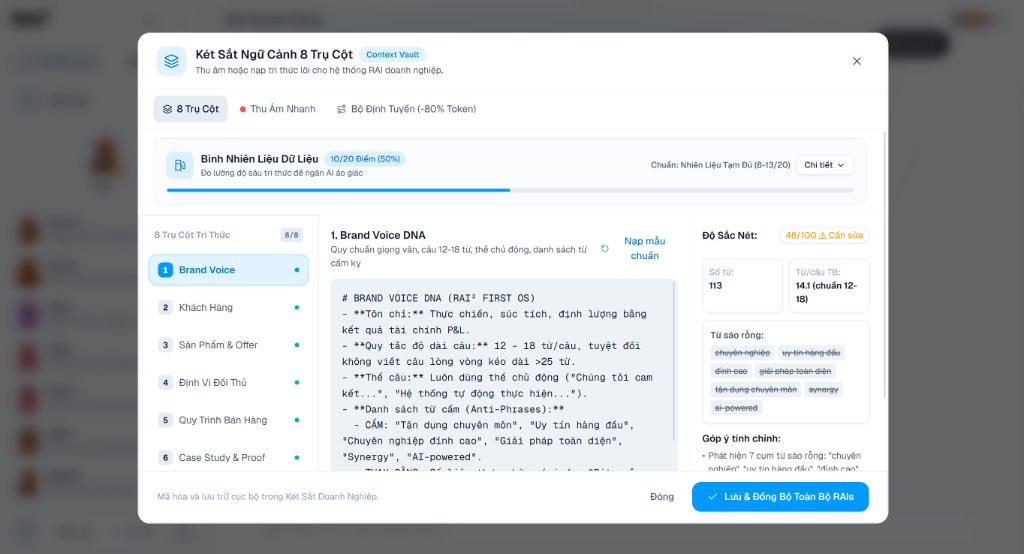 Két Sắt Ngữ Cảnh 8 Trụ Cột
Context Vault
Thu âm hoặc nạp tri thức lõi cho hệ thống RAI doanh nghiệp.
8 Trụ Cột
Thu Âm Nhanh
Bộ Định Tuyến (-80% Token)
Bình Nhiên Liệu Dữ Liệu
10/20 Điểm (50%)
Đo lường độ sâu tri thức để ngăn AI ảo giác
Chuẩn: Nhiên Liệu Tạm Đủ (8-13/20)
Chi tiết
8 Trụ Cột Tri Thức
8/8
1 Brand Voice
2 Khách Hàng
3 Sản Phẩm & Offer
4 Định Vị Đối Thủ
5 Quy Trình Bán Hàng
6 Case Study & Proof
1. Brand Voice DNA
Quy chuẩn giọng văn, câu 12-18 từ, thể chủ động, danh sách từ
cấm kỵ
Nạp mẫu
chuẩn
# BRAND VOICE DNA (RAI² FIRST OS)
- **Tôn chỉ:** Thực chiến, súc tích, định lượng bằng
kết quả tài chính P&L.
- **Quy tắc độ dài câu:** 12 - 18 từ/câu, tuyệt đối
không viết câu lòng vòng kéo dài >25 từ.
- **Thể câu:** Luôn dùng thể chủ động ("Chúng tôi cam
kết...", "Hệ thống tự động thực hiện...").
- **Danh sách từ cấm (Anti-Phrases):**
- CẤM: "Tận dụng chuyên môn", "Uy tín hàng đầu",
"Chuyên nghiệp đỉnh cao", "Giải pháp toàn diện",
"Synergy", "AI-powered".
Độ Sắc Nét:
46/100 ⚠ Cần sửa
Số từ:
113
Từ/câu TB:
14.1 (chuẩn 12-
18)
Từ sáo rỗng:
chuyên nghiệp
uy tín hàng đầu
đỉnh cao
giải pháp toàn diện
tận dụng chuyên môn
synergy
ai-powered
Góp ý tinh chỉnh:
• Phát hiện 7 cụm từ sáo rỗng: "chuyên
nghiệp", "uy tín hàng đầu", "đỉnh cao",
Mã hóa và lưu trữ cục bộ trong Két Sắt Doanh Nghiệp.
Đóng
Lưu & Đồng Bộ Toàn Bộ RAIs